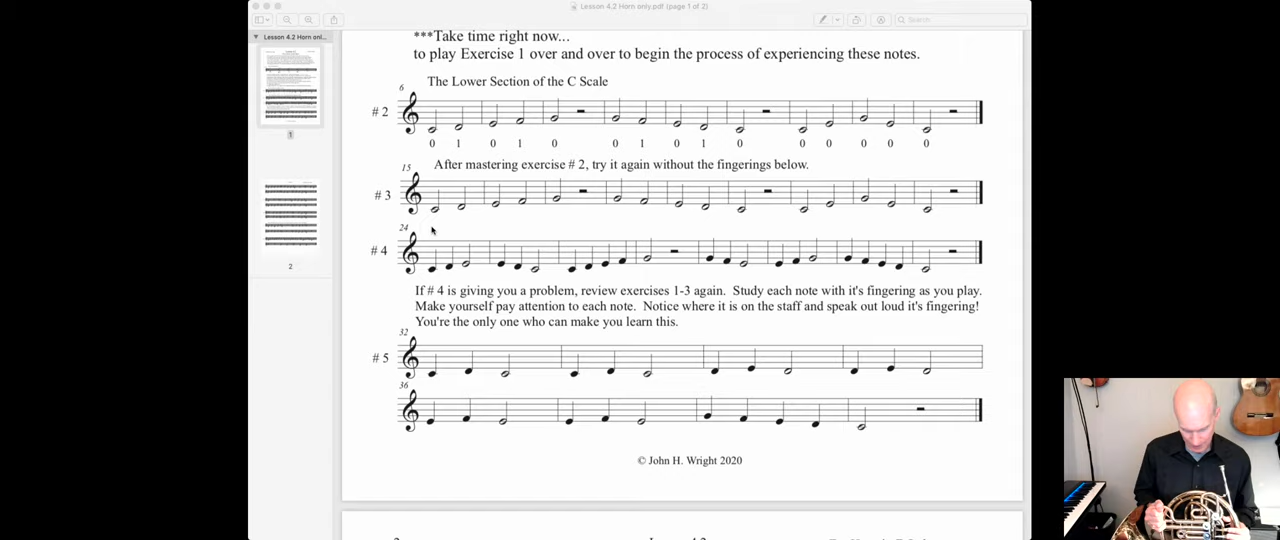 Lesson 4.2 Horn only.pdf (page 1 of 2)
Search
Lesson 4.2 Horn onl...
1
2
***Take time right now...
to play Exercise 1 over and over to begin the process of experiencing these notes.
The Lower Section of the C Scale
6
# 2
0 1 0 1 0 0 1 0 1 0 0 0 0 0 0
After mastering exercise # 2, try it again without the fingerings below.
15
# 3
24
# 4
If # 4 is giving you a problem, review exercises 1-3 again. Study each note with it's fingering as you play.
Make yourself pay attention to each note. Notice where it is on the staff and speak out loud it's fingering!
You're the only one who can make you learn this.
32
# 5
36
© John H. Wright 2020